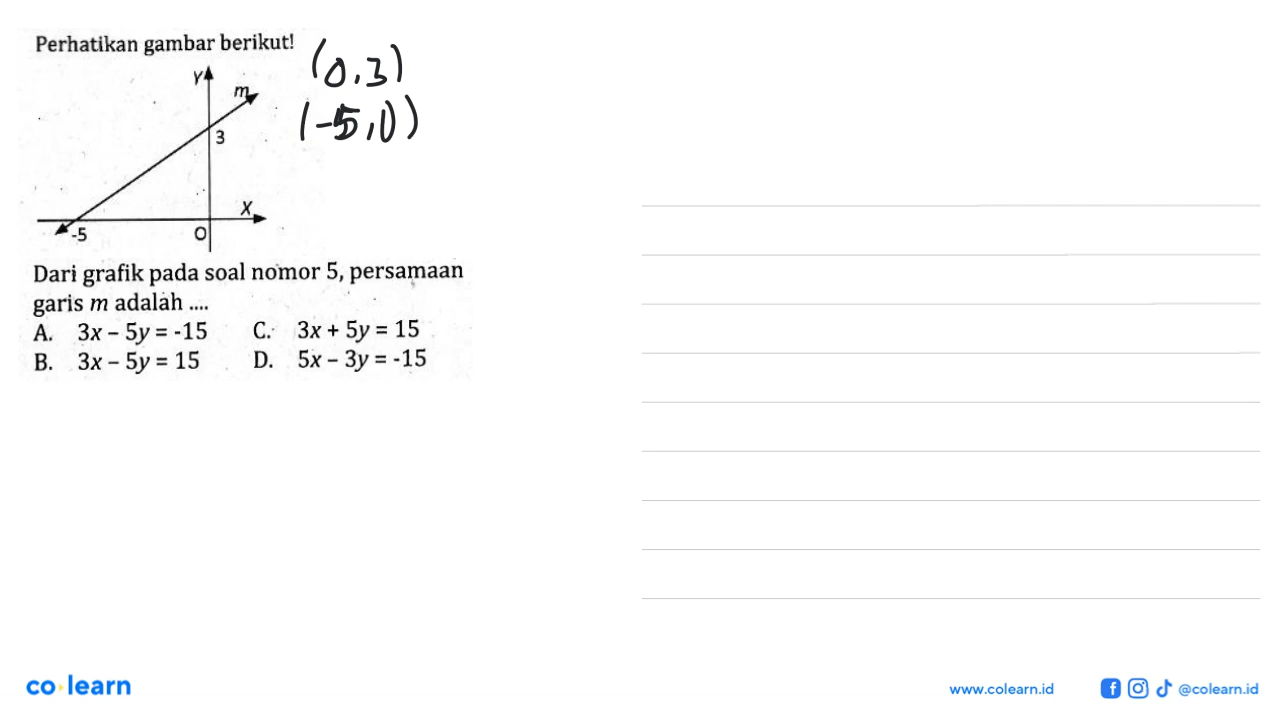 Perhatikan gambar berikut!
(0,3)
(-5,0)
Y
m
3
X
-5
O
Dari grafik pada soal nomor 5, persamaan
garis m adalah ....
A. 3x – 5y = -15 C. 3x + 5y = 15
B. 3x – 5y = 15 D. 5x – 3y = -15
co learn
www.colearn.id
@colearn.id